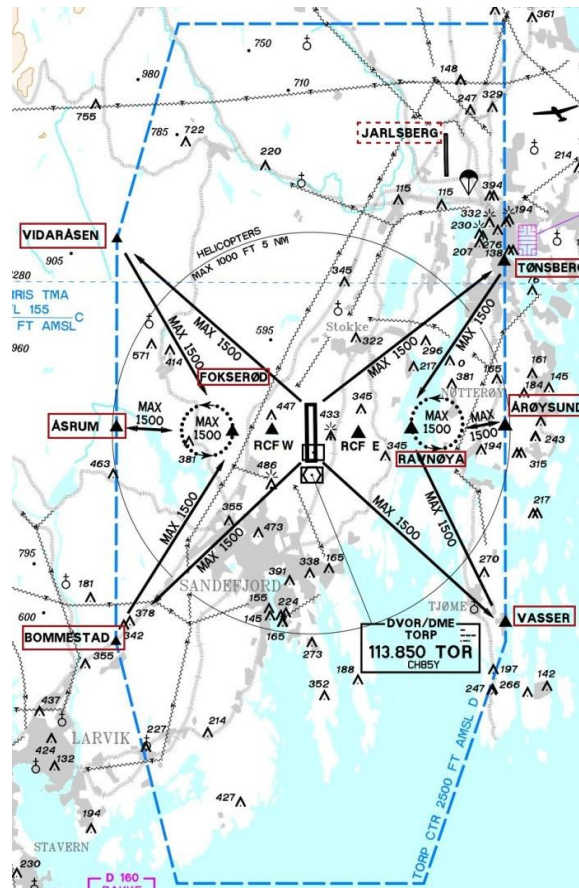 361
750
980
710
148
755
247
329
785
722
JARLSBERG
220
214
115
115
394
332
194
VIDARÅSEN
230
276
905
HELICOPTERS
MAX 1000 FT 5 NM
207
138
TØNSBERG
280
345
RRIS TMA
L 155
FT AMSL C
MAX 1500
MAX 1500
595
Stokke
MAX 1500
MAX 1500
960
322
296
571
414
217
161
FOKSERØD
381
165
145
184
NØTTERØY
ÅSRUM
MAX
1500
MAX
1500
447
433
345
MAX
1500
MAX
1500
ÅRØYSUND
RCF W
RCF E
243
381
345
RAVNØYA
194
315
463
486
MAX 1500
355
MAX 1500
MAX 1500
MAX 1500
217
473
795
270
338
165
391
181
SANDEFJORD
600
378
155
224
TJØME
342
145
165
VASSER
BOMMESTAD
DVOR/DME
TORP
113.850 TOR
CH85Y
273
355
197
188
142
352
247
266
437
LARVIK
227
214
424
132
427
194
TORP CTR 2500 FT AMSL D
STAVERN
230
D 160
RAKKE